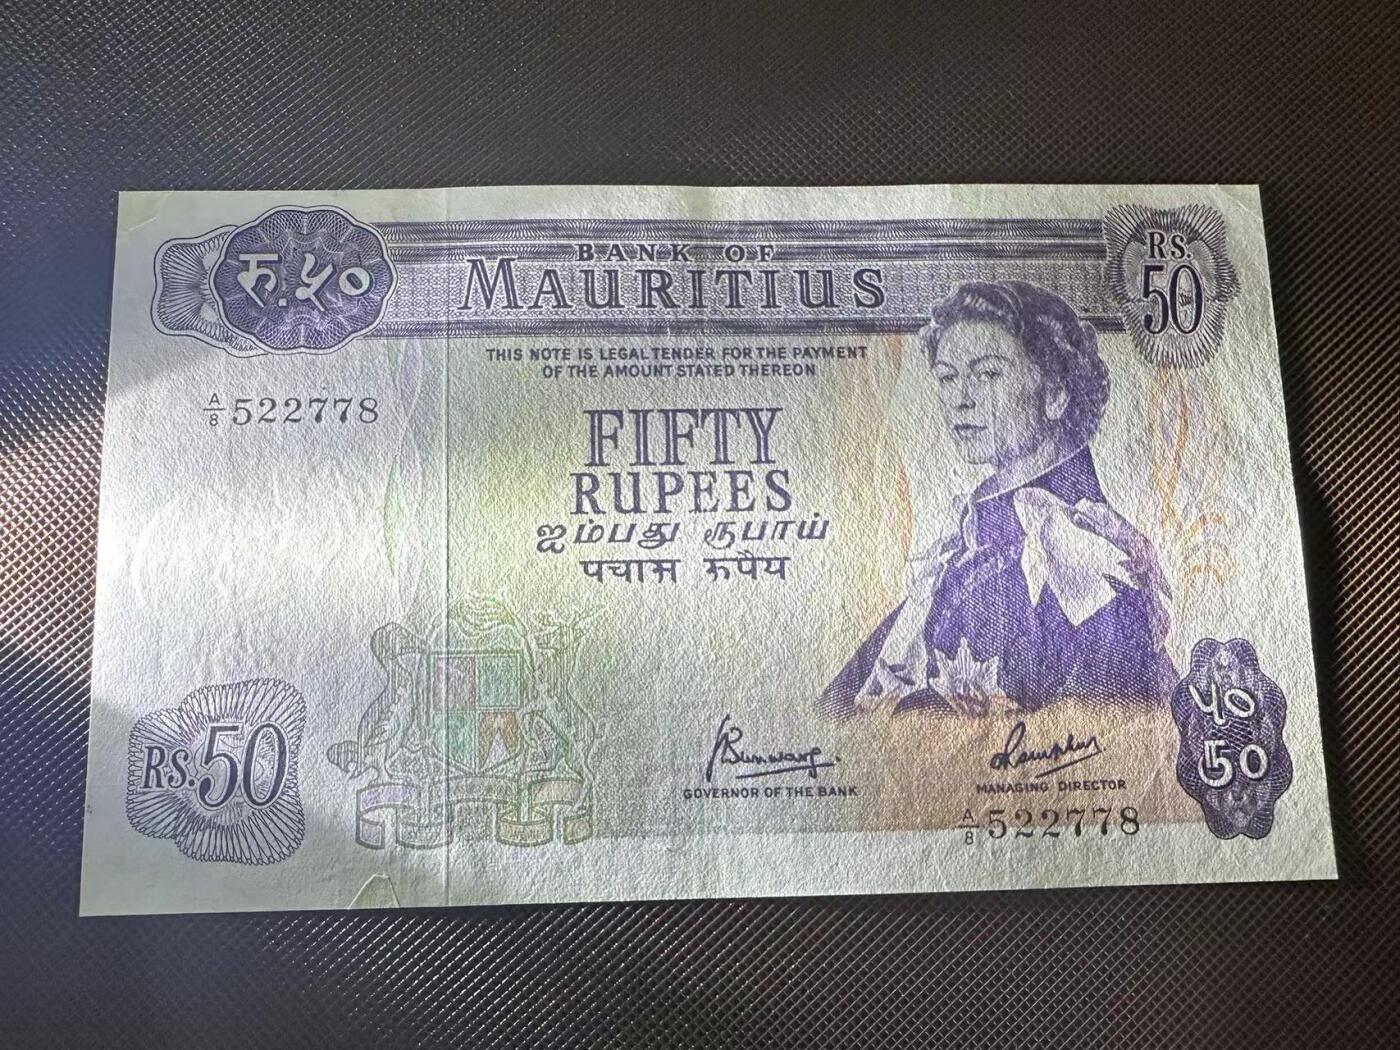 रु.५०
BANK OF
MAURITIUS
RS.
50
THIS NOTE IS LEGAL TENDER FOR THE PAYMENT
OF THE AMOUNT STATED THEREON
A/8 522778
FIFTY
RUPEES
ஐம்பது ரூபாய்
पचास रूपैय
RS.50
GOVERNOR OF THE BANK
MANAGING DIRECTOR
A/8 522778
५०
50